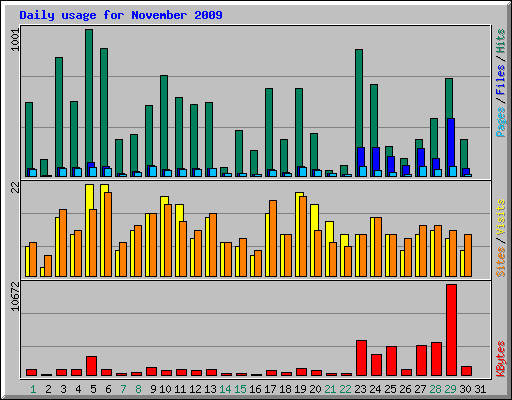 Daily usage for November 2009
1001
Pages / Files / Hits
22
Sites / Visits
10672
KBytes
1 2 3 4 5 6 7 8 9 10 11 12 13 14 15 16 17 18 19 20 21 22 23 24 25 26 27 28 29 30 31